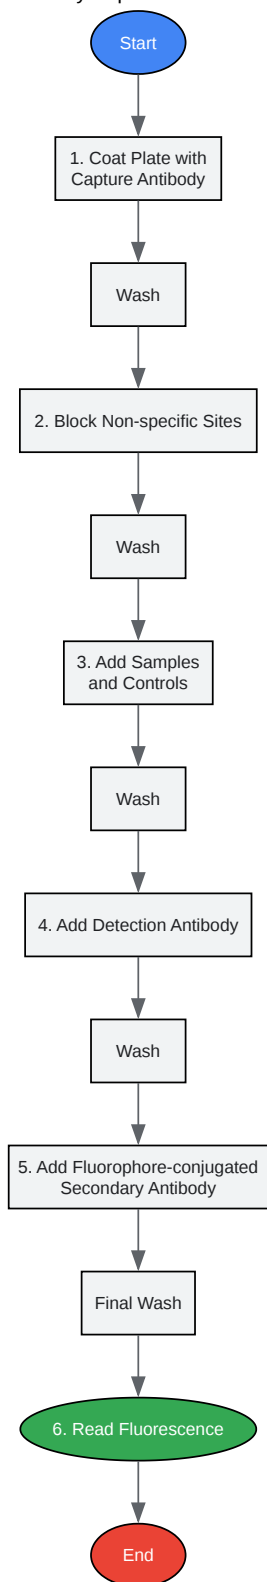 Start
1. Coat Plate with
Capture Antibody
Wash
2. Block Non-specific Sites
Wash
3. Add Samples
and Controls
Wash
4. Add Detection Antibody
Wash
5. Add Fluorophore-conjugated
Secondary Antibody
Final Wash
6. Read Fluorescence
End